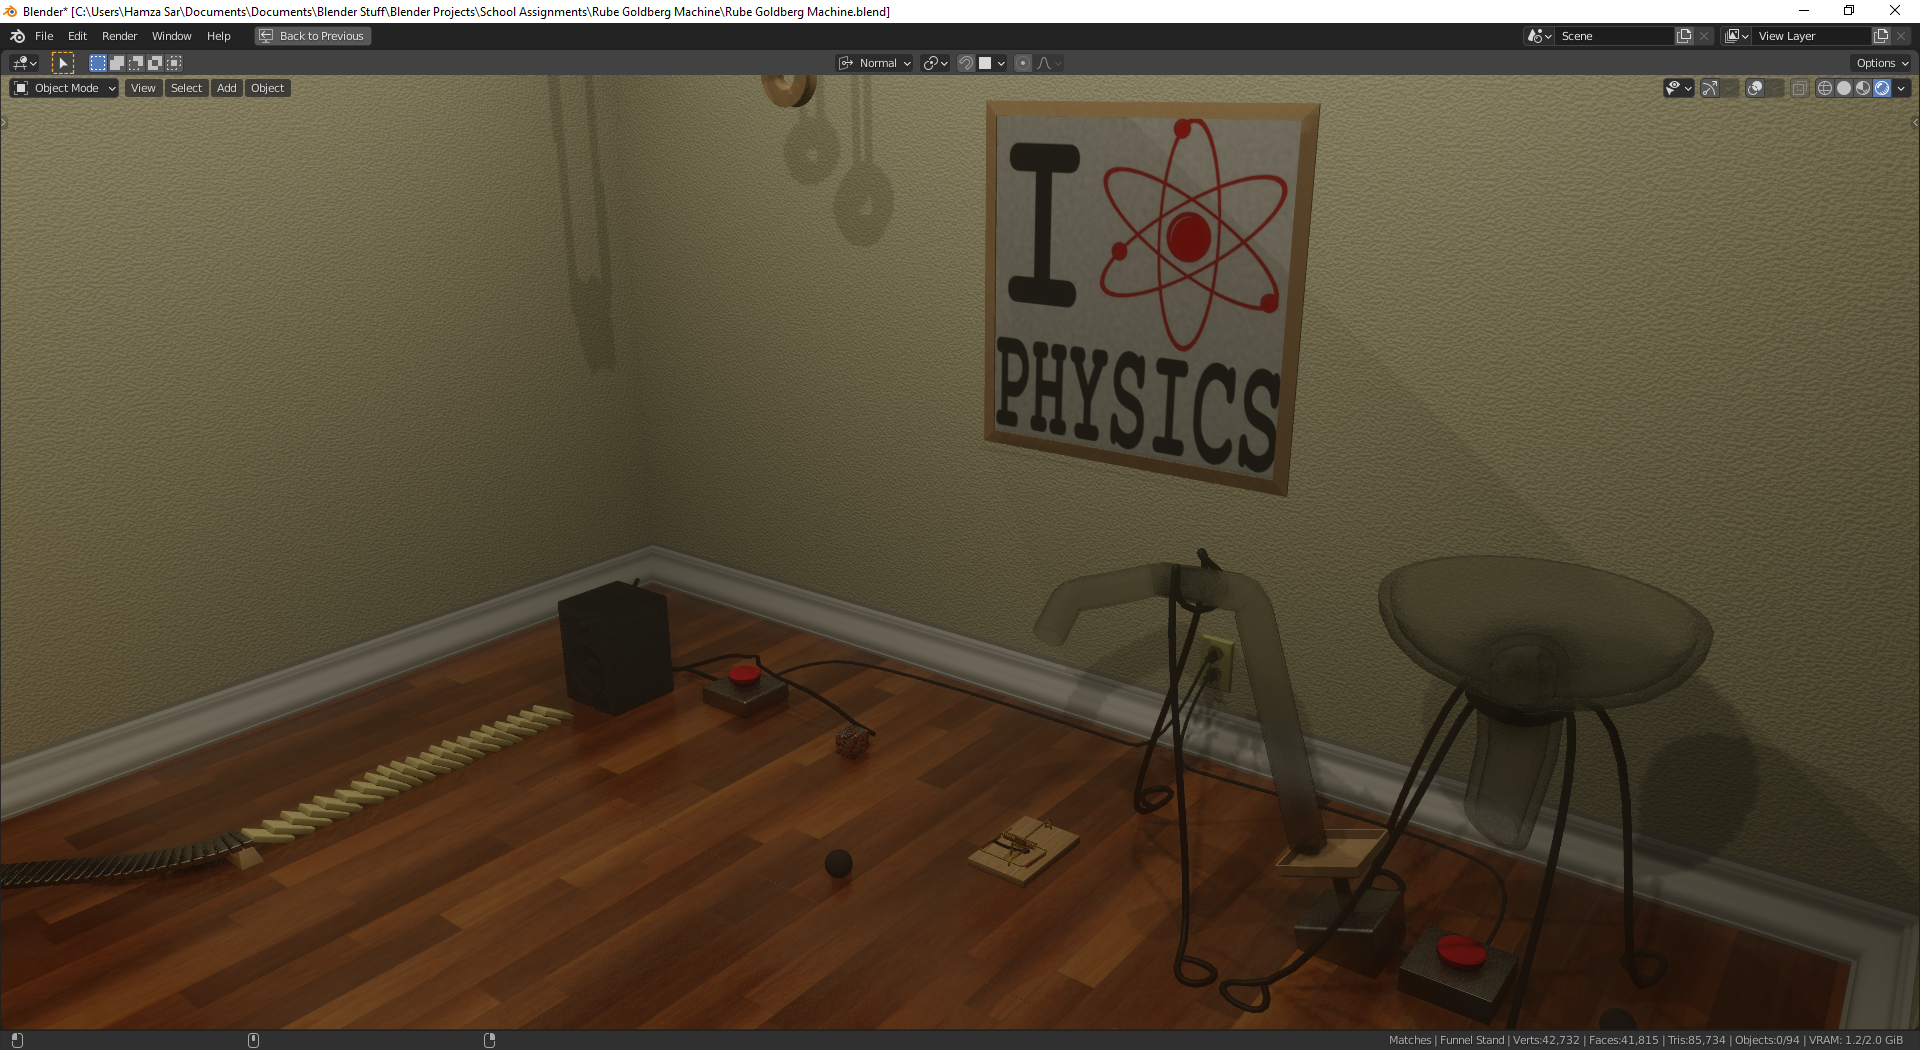 Blender* [C:\Users\Hamza Sar\Documents\Documents\Blender Stuff\Blender Projects\School Assignments\Rube Goldberg Machine\Rube Goldberg Machine.blend]
File Edit Render Window Help Back to Previous Scene View Layer
Normal Options
Object Mode View Select Add Object
I
PHYSICS
Matches | Funnel Stand | Verts:42,732 | Faces:41,815 | Tris:85,734 | Objects:0/94 | VRAM: 1.2/2.0 GiB